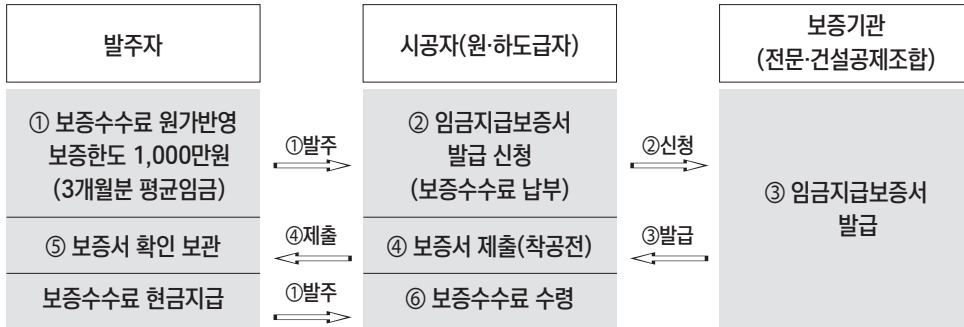 발주자
시공자(원·하도급자)
보증기관
(전문·건설공제조합)
① 보증수수료 원가반영
보증한도 1,000만원
(3개월분 평균임금)
①발주
② 임금지급보증서
발급 신청
(보증수수료 납부)
②신청
③ 임금지급보증서
발급
⑤ 보증서 확인 보관
④제출
④ 보증서 제출(착공전)
③발급
보증수수료 현금지급
①발주
⑥ 보증수수료 수령